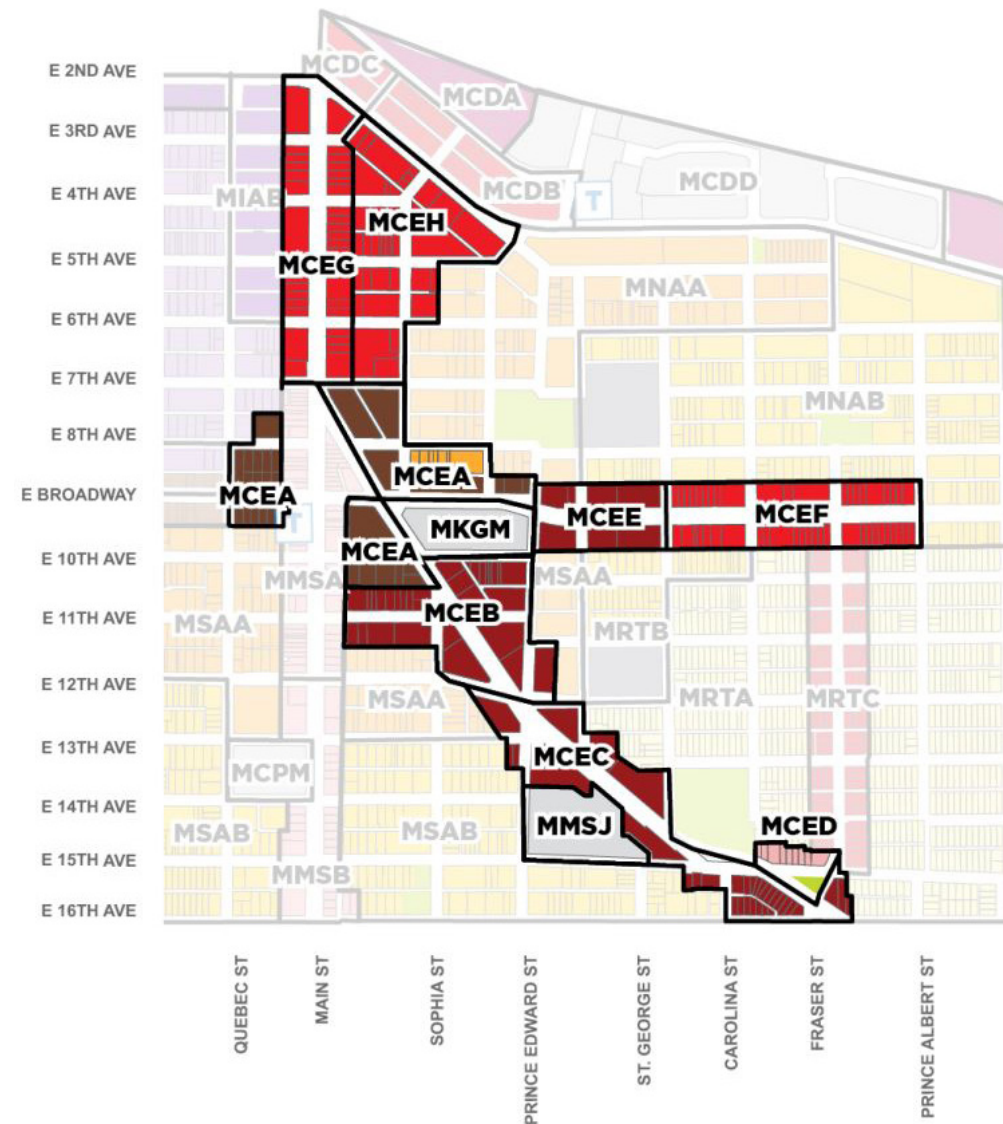 MCDC
E 2ND AVE
MCDA
E 3RD AVE
MCDD
E 4TH AVE
MIAB
MCDB
T
MCEH
E 5TH AVE
MCEG
MNAA
E 6TH AVE
E 7TH AVE
MNAB
E 8TH AVE
MCEA
E BROADWAY
MCEA
MCEE
MCEF
T
MKGM
E 10TH AVE
MCEA
MMSA
MSAA
E 11TH AVE
MCEB
MSAA
MRTB
E 12TH AVE
MSAA
MRTA
MRTC
E 13TH AVE
MCEC
MCPM
E 14TH AVE
MSAB
MSAB
MMSJ
MCED
E 15TH AVE
MMSB
E 16TH AVE
QUEBEC ST
MAIN ST
SOPHIA ST
PRINCE EDWARD ST
ST. GEORGE ST
CAROLINA ST
FRASER ST
PRINCE ALBERT ST